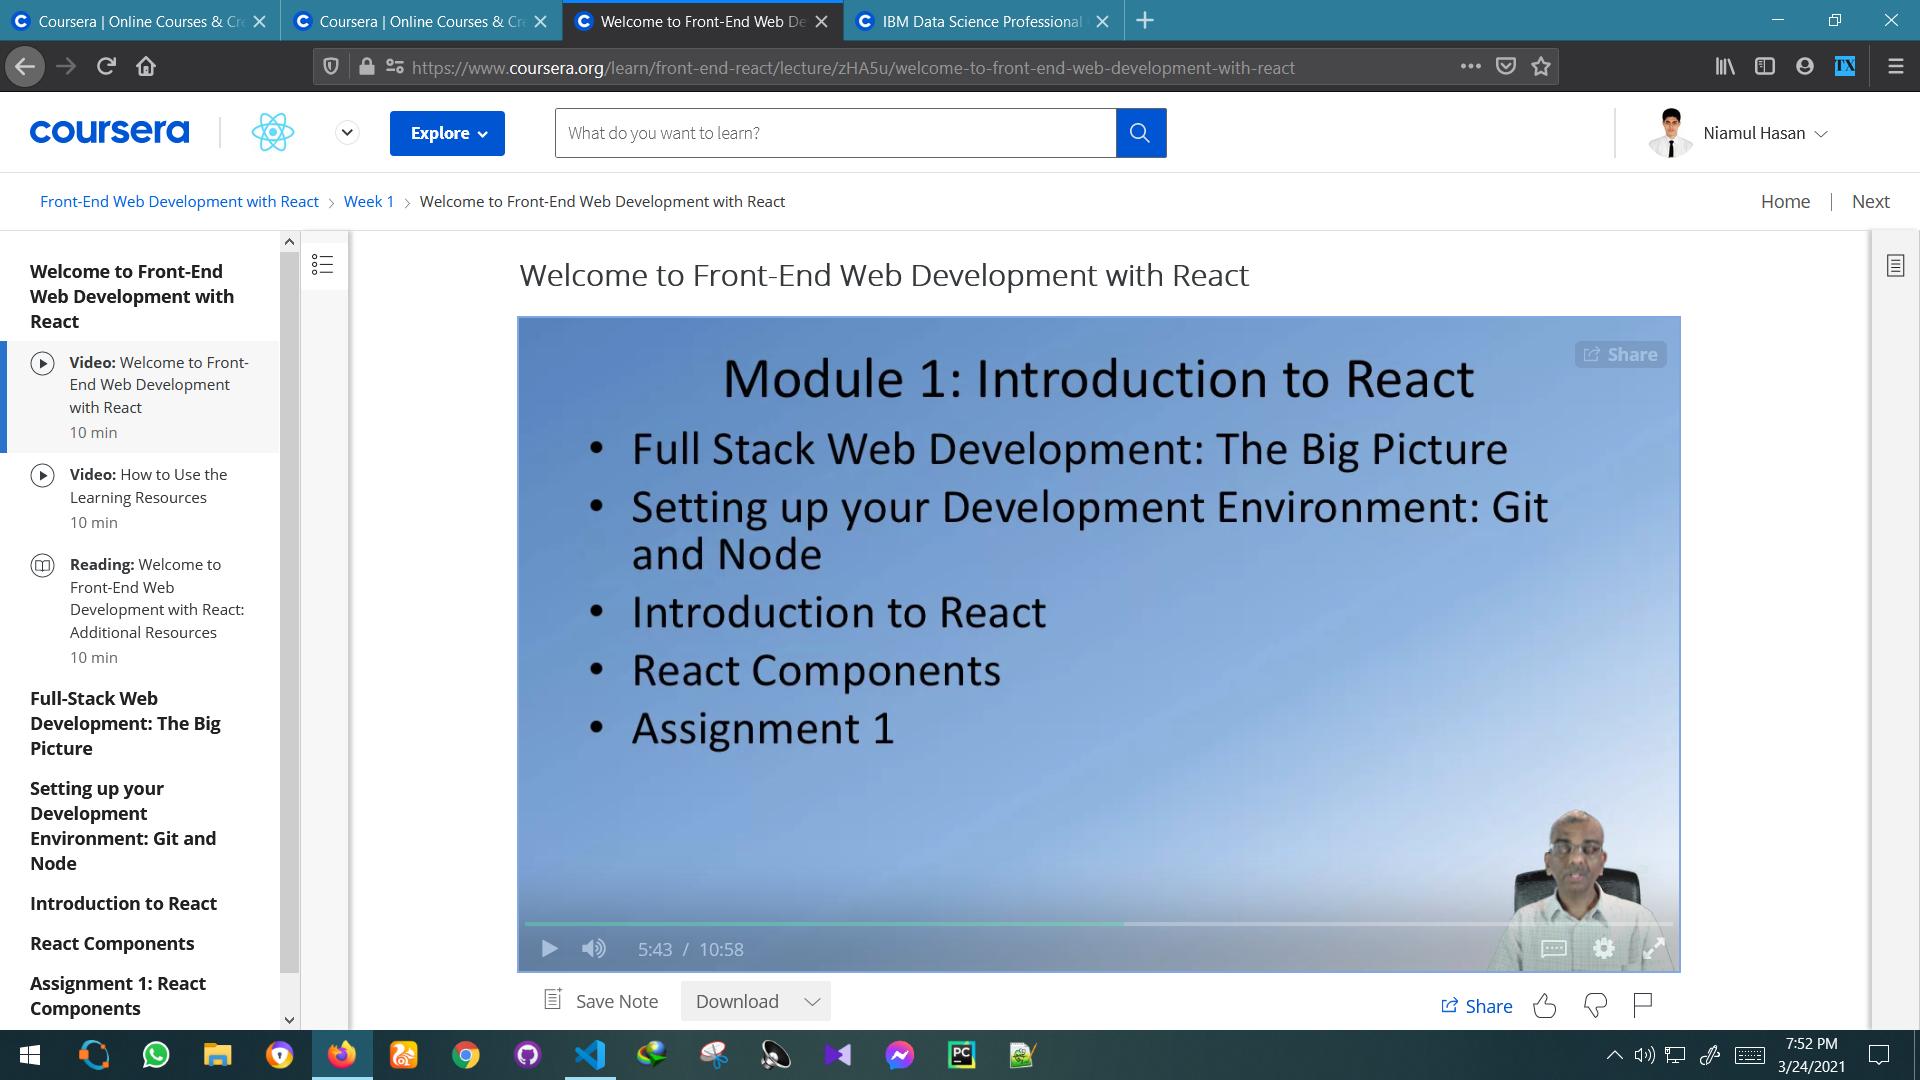 Coursera | Online Courses & Cre
Coursera | Online Courses & Cre
Welcome to Front-End Web De
IBM Data Science Professional
https://www.coursera.org/learn/front-end-react/lecture/zHA5u/welcome-to-front-end-web-development-with-react
coursera
Explore
What do you want to learn?
Niamul Hasan
Front-End Web Development with React
Week 1
Welcome to Front-End Web Development with React
Home
Next
Welcome to Front-End
Web Development with
React
Video: Welcome to Front-
End Web Development
with React
10 min
Video: How to Use the
Learning Resources
10 min
Reading: Welcome to
Front-End Web
Development with React:
Additional Resources
10 min
Full-Stack Web
Development: The Big
Picture
Setting up your
Development
Environment: Git and
Node
Introduction to React
React Components
Assignment 1: React
Components
Welcome to Front-End Web Development with React
Share
Module 1: Introduction to React
• Full Stack Web Development: The Big Picture
• Setting up your Development Environment: Git
and Node
• Introduction to React
• React Components
• Assignment 1
5:43 / 10:58
Save Note
Download
Share
TX
PC
7:52 PM
3/24/2021